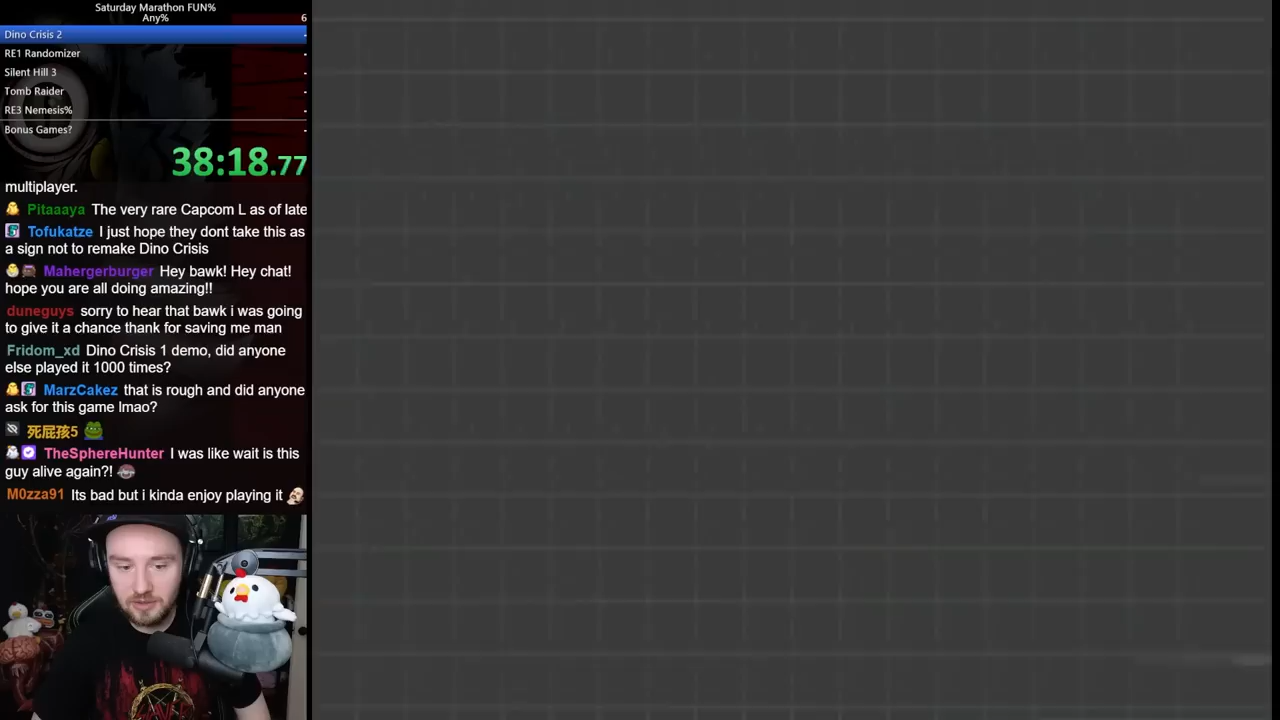 Saturday Marathon FUN%
Any%
6
Dino Crisis 2 -
RE1 Randomizer -
Silent Hill 3 -
Tomb Raider -
RE3 Nemesis% -
Bonus Games? -
38:18.77
multiplayer.
Pitaaaya The very rare Capcom L as of late
Tofukatze I just hope they dont take this as
a sign not to remake Dino Crisis
Mahergerburger Hey bawk! Hey chat!
hope you are all doing amazing!!
duneguys sorry to hear that bawk i was going
to give it a chance thank for saving me man
Fridom_xd Dino Crisis 1 demo, did anyone
else played it 1000 times?
MarzCakez that is rough and did anyone
ask for this game lmao?
死屁孩5
TheSphereHunter I was like wait is this
guy alive again?!
M0zza91 Its bad but i kinda enjoy playing it